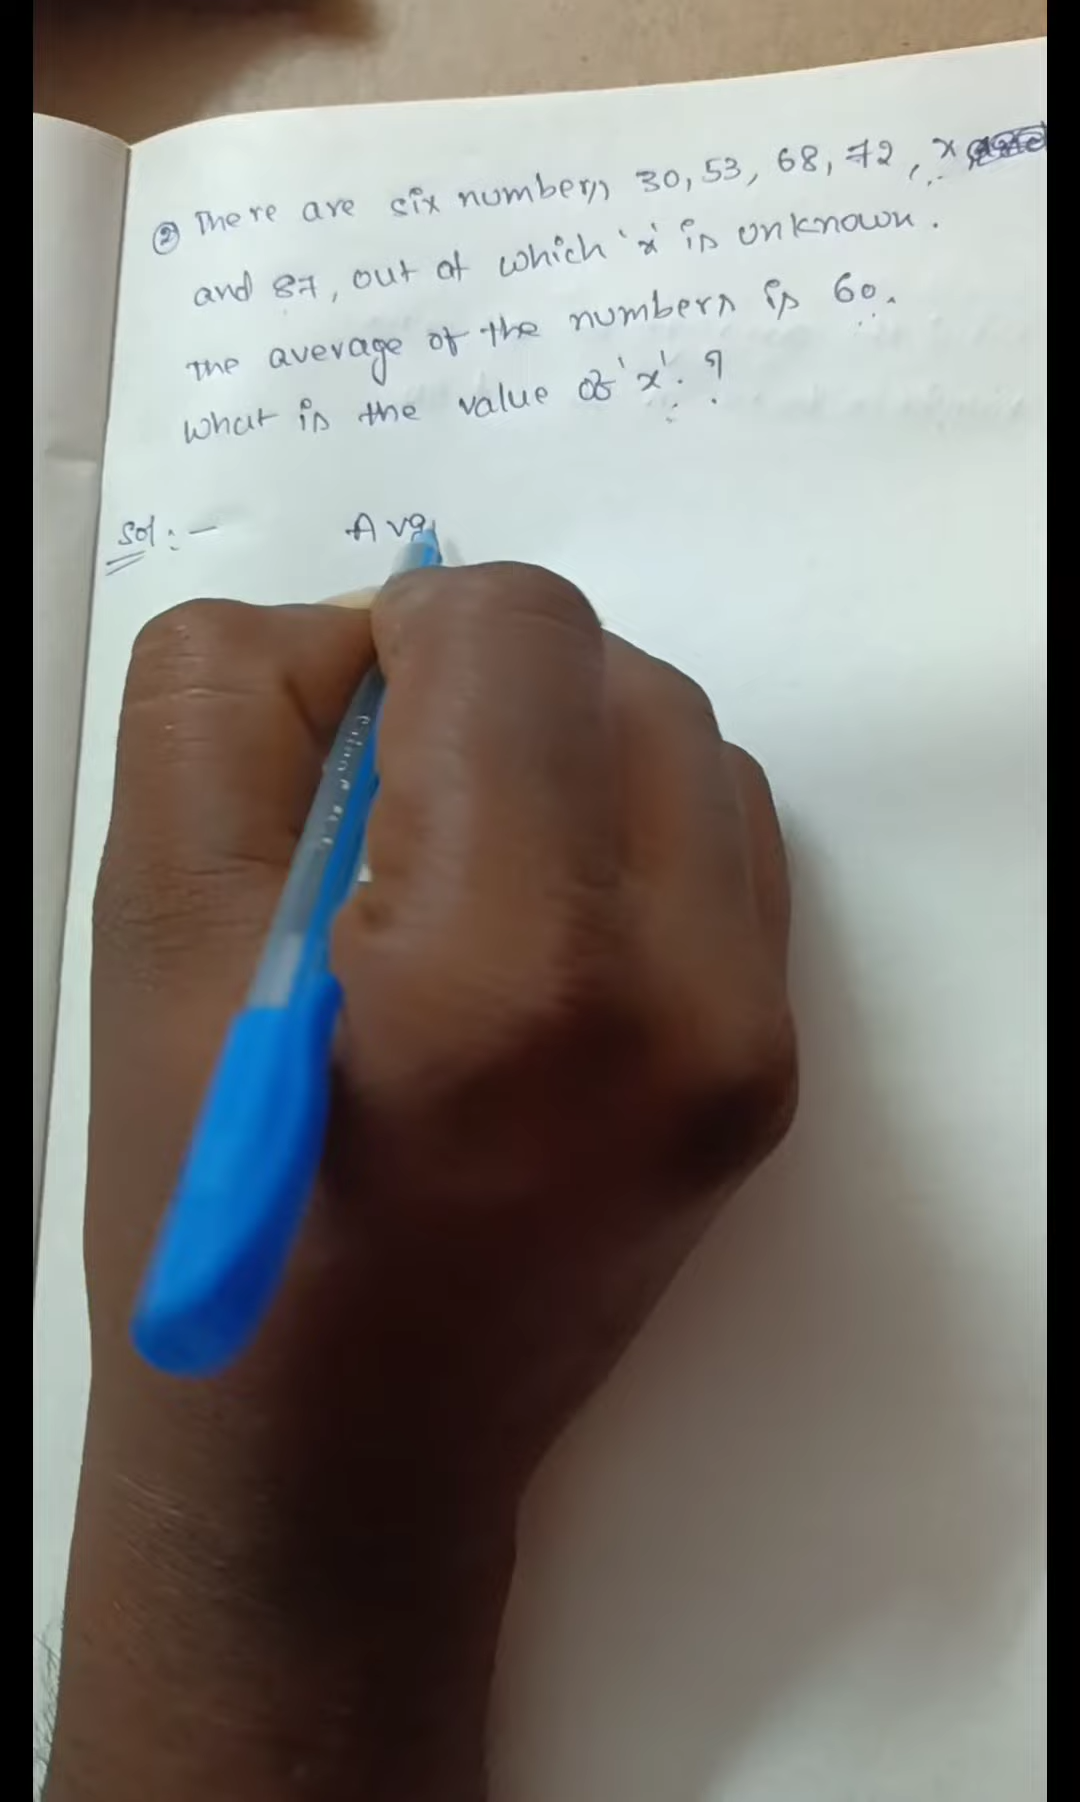 ② There are six numbers 30, 53, 68, 72, x
and 87, out of which 'x' is unknown.
The average of the numbers is 60.
What is the value of 'x'. ?
Sol :- Avg